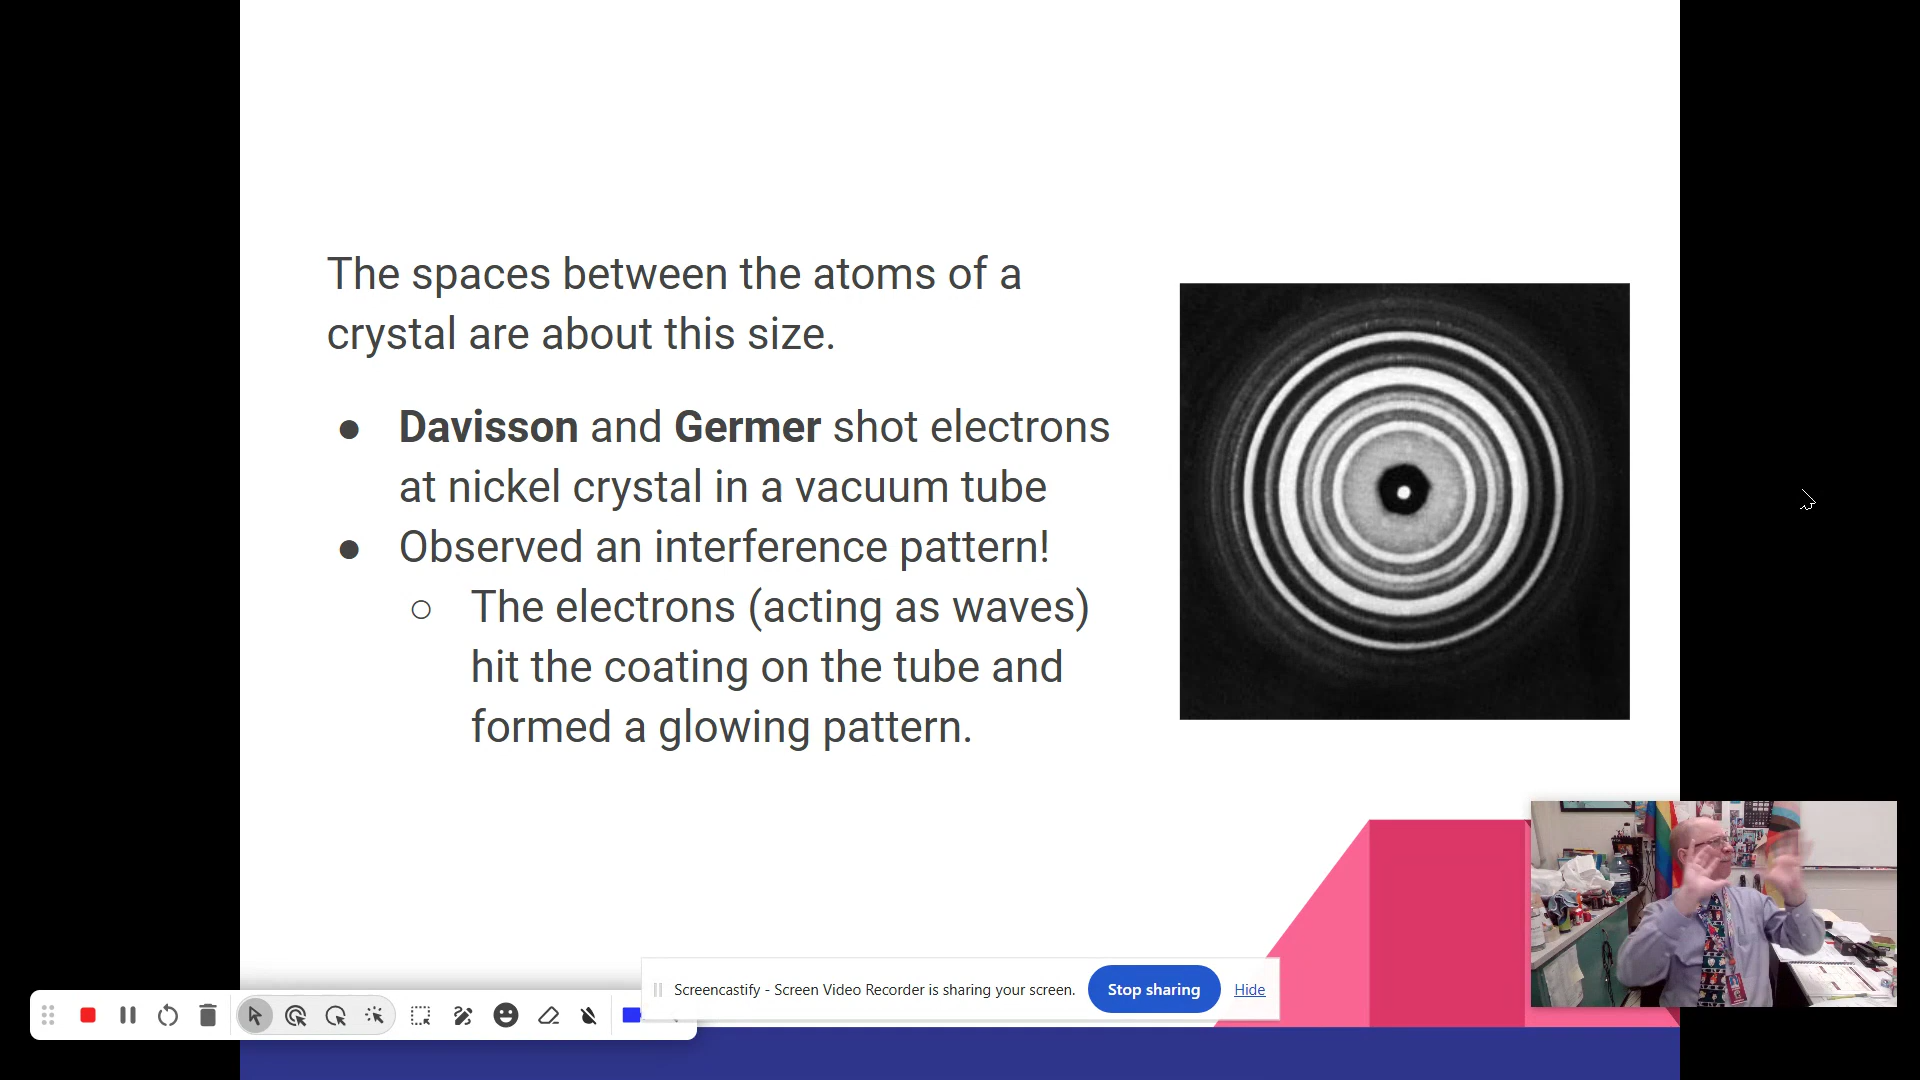 The spaces between the atoms of a
crystal are about this size.
● Davisson and Germer shot electrons
at nickel crystal in a vacuum tube
● Observed an interference pattern!
○ The electrons (acting as waves)
hit the coating on the tube and
formed a glowing pattern.
Screencastify - Screen Video Recorder is sharing your screen. Stop sharing Hide